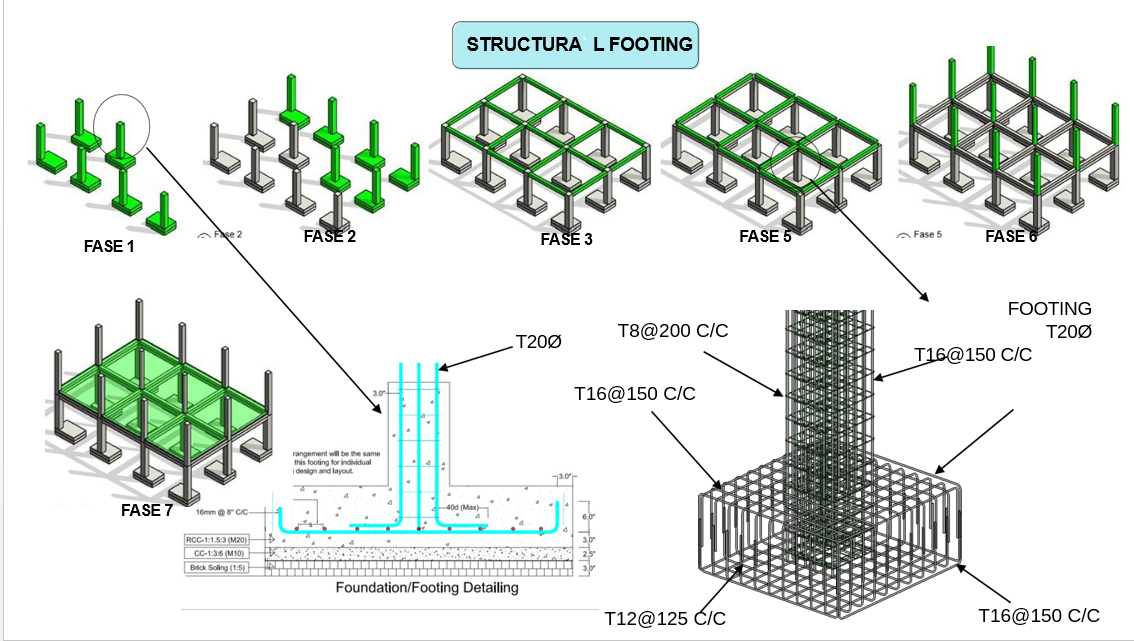 STRUCTURA L FOOTING
FASE 1
Fase 2
FASE 2
FASE 3
FASE 5
Fase 5
FASE 6
FASE 7
T20Ø
3.0"
rangement will be the same
this footing for individual
design and layout.
3.0"
16mm @ 8" C/C
40d (Max)
6.0"
RCC-1:1.5:3 (M20)
3.0"
CC-1:3:6 (M10)
2.5"
Brick Soling (1:5)
3.0"
Foundation/Footing Detailing
T8@200 C/C
T16@150 C/C
FOOTING
T20Ø
T16@150 C/C
T12@125 C/C
T16@150 C/C